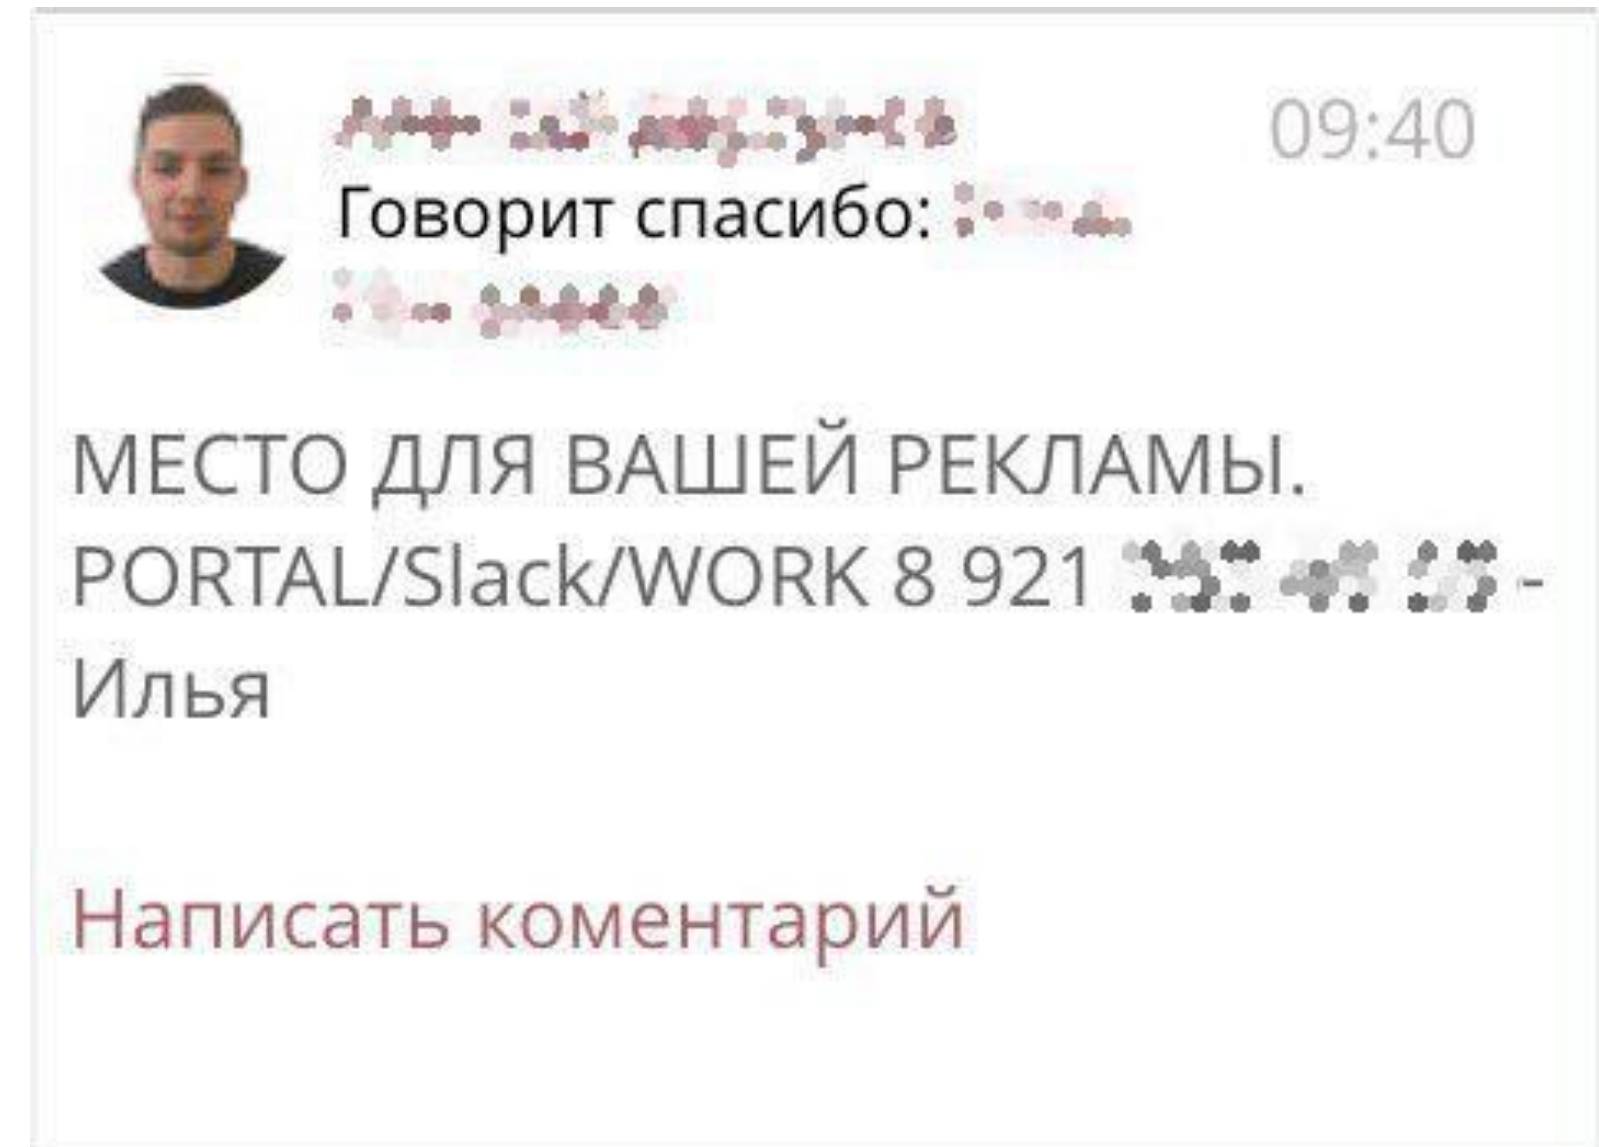 09:40
Говорит спасибо:
МЕСТО ДЛЯ ВАШЕЙ РЕКЛАМЫ.
PORTAL/Slack/WORK 8 921 -
Илья
Написать коментарий